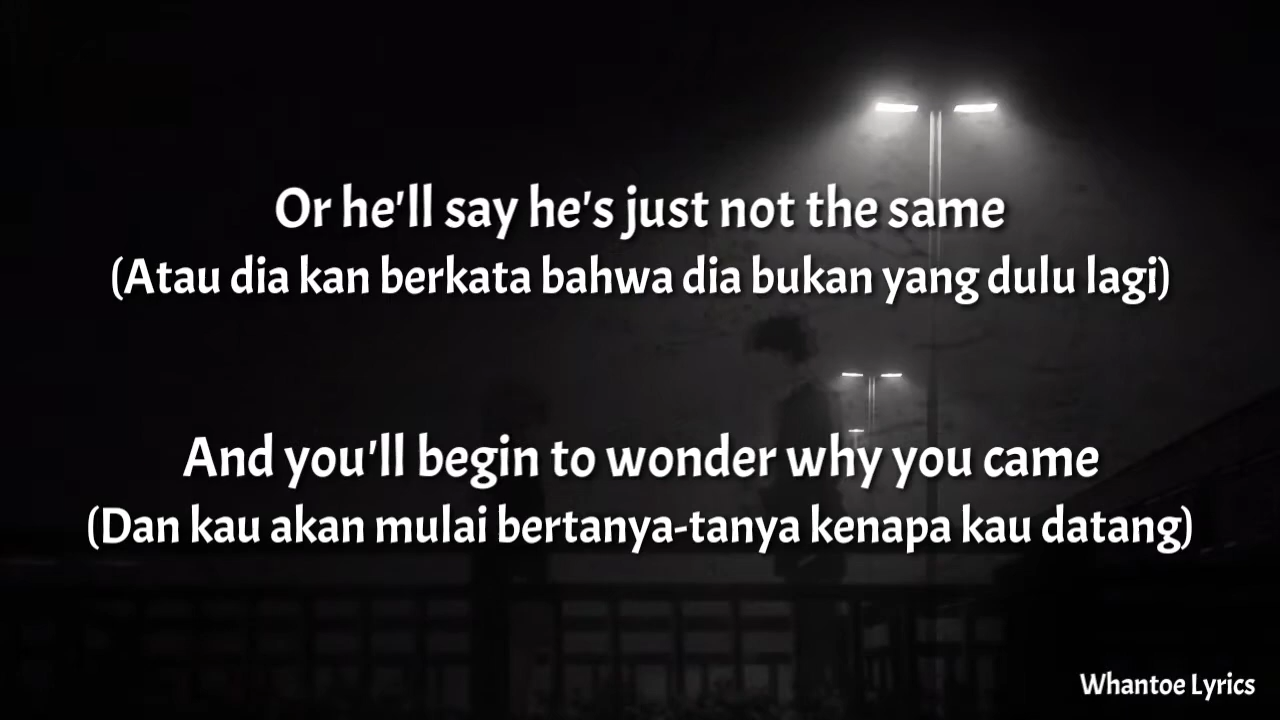 Or he'll say he's just not the same
(Atau dia kan berkata bahwa dia bukan yang dulu lagi)
And you'll begin to wonder why you came
(Dan kau akan mulai bertanya-tanya kenapa kau datang)
Whantoe Lyrics